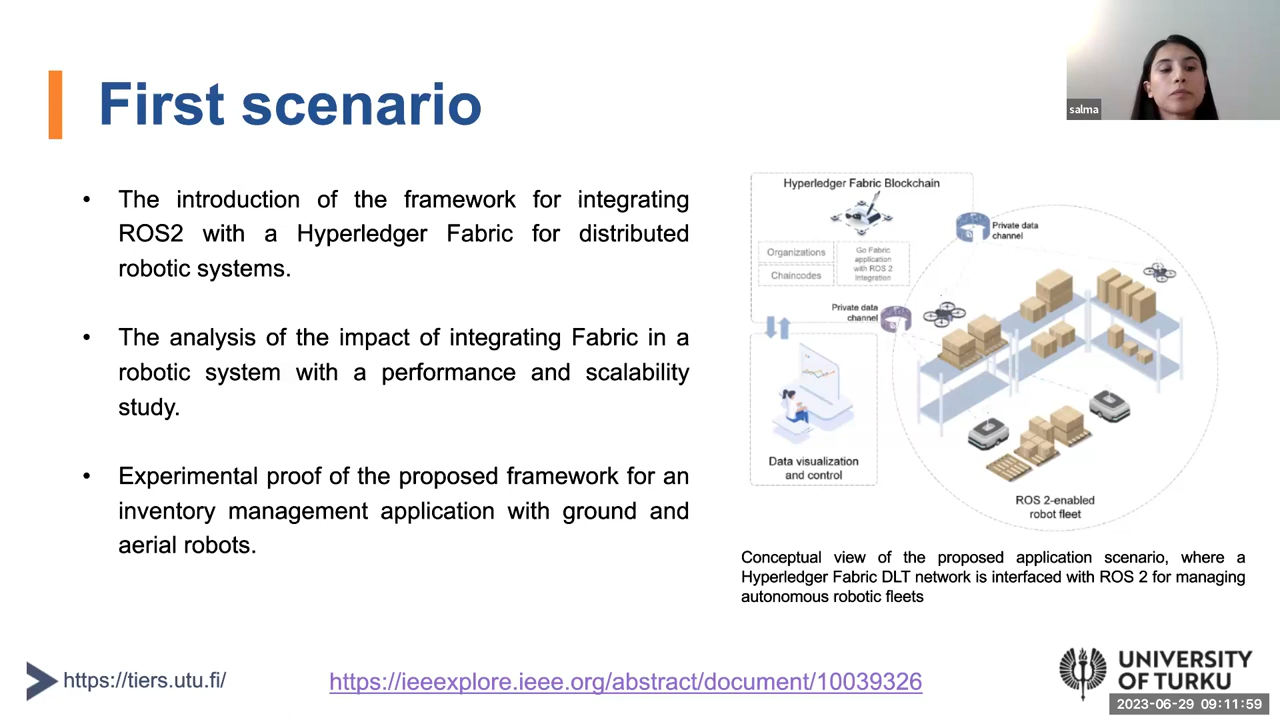 First scenario
salma
• The introduction of the framework for integrating
ROS2 with a Hyperledger Fabric for distributed
robotic systems.
• The analysis of the impact of integrating Fabric in a
robotic system with a performance and scalability
study.
• Experimental proof of the proposed framework for an
inventory management application with ground and
aerial robots.
Hyperledger Fabric Blockchain
Organizations
Chaincodes
Go Fabric
application
with ROS 2
Integration
Private data
channel
Private data
channel
Data visualization
and control
ROS 2-enabled
robot fleet
Conceptual view of the proposed application scenario, where a
Hyperledger Fabric DLT network is interfaced with ROS 2 for managing
autonomous robotic fleets
https://tiers.utu.fi/
https://ieeexplore.ieee.org/abstract/document/10039326
UNIVERSITY
OF TURKU
2023-06-29 09:11:59